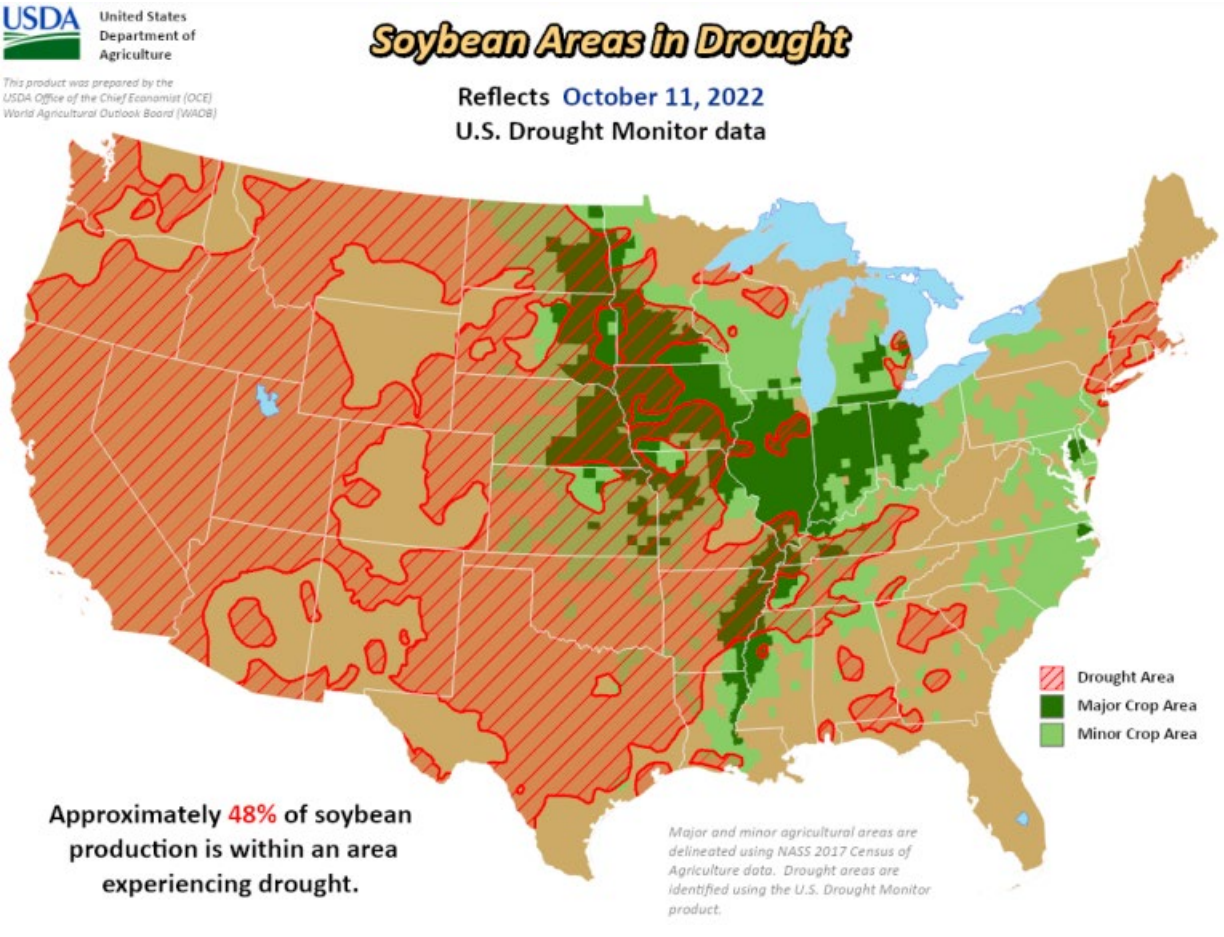 USDA
United States
Department of
Agriculture
This product was prepared by the
USDA Office of the Chief Economist (OCE)
World Agricultural Outlook Board (WAOB)
Soybean Areas in Drought
Reflects October 11, 2022
U.S. Drought Monitor data
Drought Area
Major Crop Area
Minor Crop Area
Approximately 48% of soybean
production is within an area
experiencing drought.
Major and minor agricultural areas are
delineated using NASS 2017 Census of
Agriculture data. Drought areas are
identified using the U.S. Drought Monitor
product.